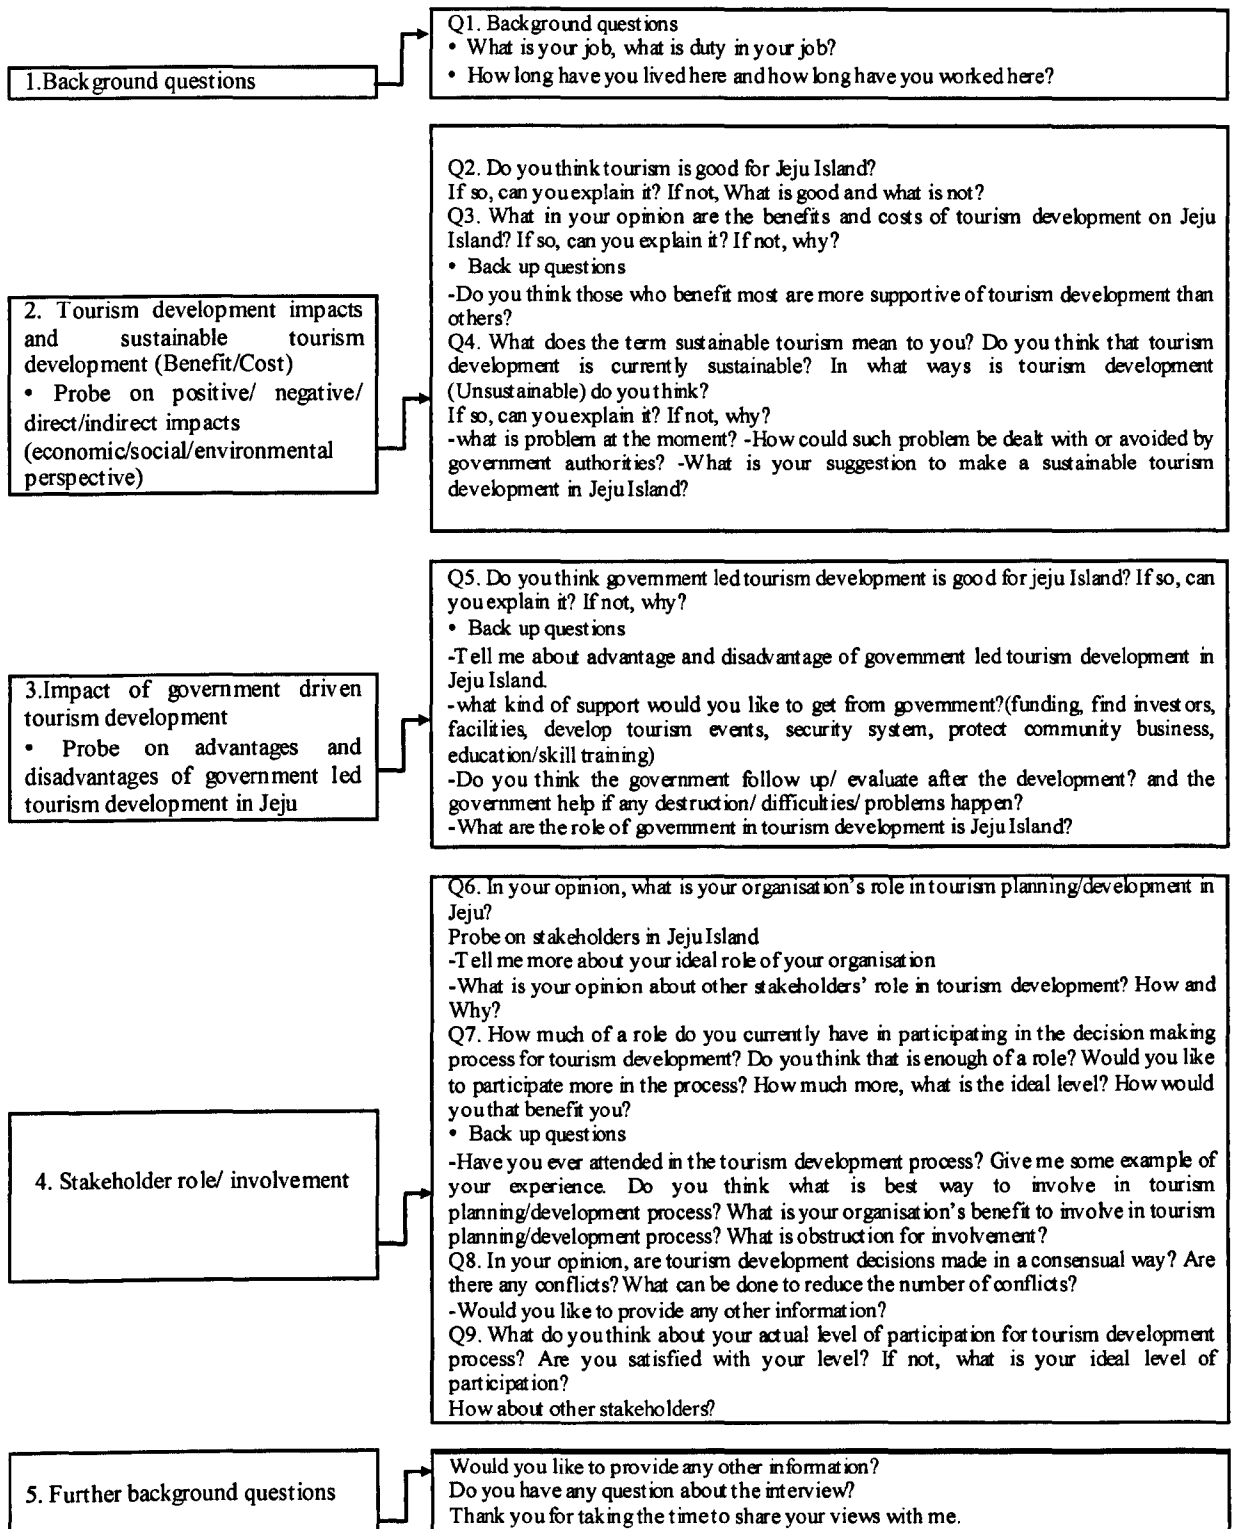 1.Background questions
Q1. Background questions
• What is your job, what is duty in your job?
• How long have you lived here and how long have you worked here?
2. Tourism development impacts
and sustainable tourism
development (Benefit/Cost)
• Probe on positive/ negative/
direct/indirect impacts
(economic/social/environmental
perspective)
Q2. Do you think tourism is good for Jeju Island?
If so, can you explain it? If not, What is good and what is not?
Q3. What in your opinion are the benefits and costs of tourism development on Jeju
Island? If so, can you explain it? If not, why?
• Back up questions
-Do you think those who benefit most are more supportive of tourism development than
others?
Q4. What does the term sustainable tourism mean to you? Do you think that tourism
development is currently sustainable? In what ways is tourism development
(Unsustainable) do you think?
If so, can you explain it? If not, why?
-what is problem at the moment? -How could such problem be dealt with or avoided by
government authorities? -What is your suggestion to make a sustainable tourism
development in Jeju Island?
3.Impact of government driven
tourism development
• Probe on advantages and
disadvantages of government led
tourism development in Jeju
Q5. Do you think government led tourism development is good for jeju Island? If so, can
you explain it? If not, why?
• Back up questions
-Tell me about advantage and disadvantage of government led tourism development in
Jeju Island.
-what kind of support would you like to get from government?(funding, find investors,
facilities, develop tourism events, security system, protect community business,
education/skill training)
-Do you think the government follow up/ evaluate after the development? and the
government help if any destruction/ difficulties/ problems happen?
-What are the role of government in tourism development is Jeju Island?
4. Stakeholder role/ involvement
Q6. In your opinion, what is your organisation's role in tourism planning/development in
Jeju?
Probe on stakeholders in Jeju Island
-Tell me more about your ideal role of your organisation
-What is your opinion about other stakeholders' role in tourism development? How and
Why?
Q7. How much of a role do you currently have in participating in the decision making
process for tourism development? Do you think that is enough of a role? Would you like
to participate more in the process? How much more, what is the ideal level? How would
you that benefit you?
• Back up questions
-Have you ever attended in the tourism development process? Give me some example of
your experience. Do you think what is best way to involve in tourism
planning/development process? What is your organisation's benefit to involve in tourism
planning/development process? What is obstruction for involvement?
Q8. In your opinion, are tourism development decisions made in a consensual way? Are
there any conflicts? What can be done to reduce the number of conflicts?
-Would you like to provide any other information?
Q9. What do you think about your actual level of participation for tourism development
process? Are you satisfied with your level? If not, what is your ideal level of
participation?
How about other stakeholders?
5. Further background questions
Would you like to provide any other information?
Do you have any question about the interview?
Thank you for taking the time to share your views with me.